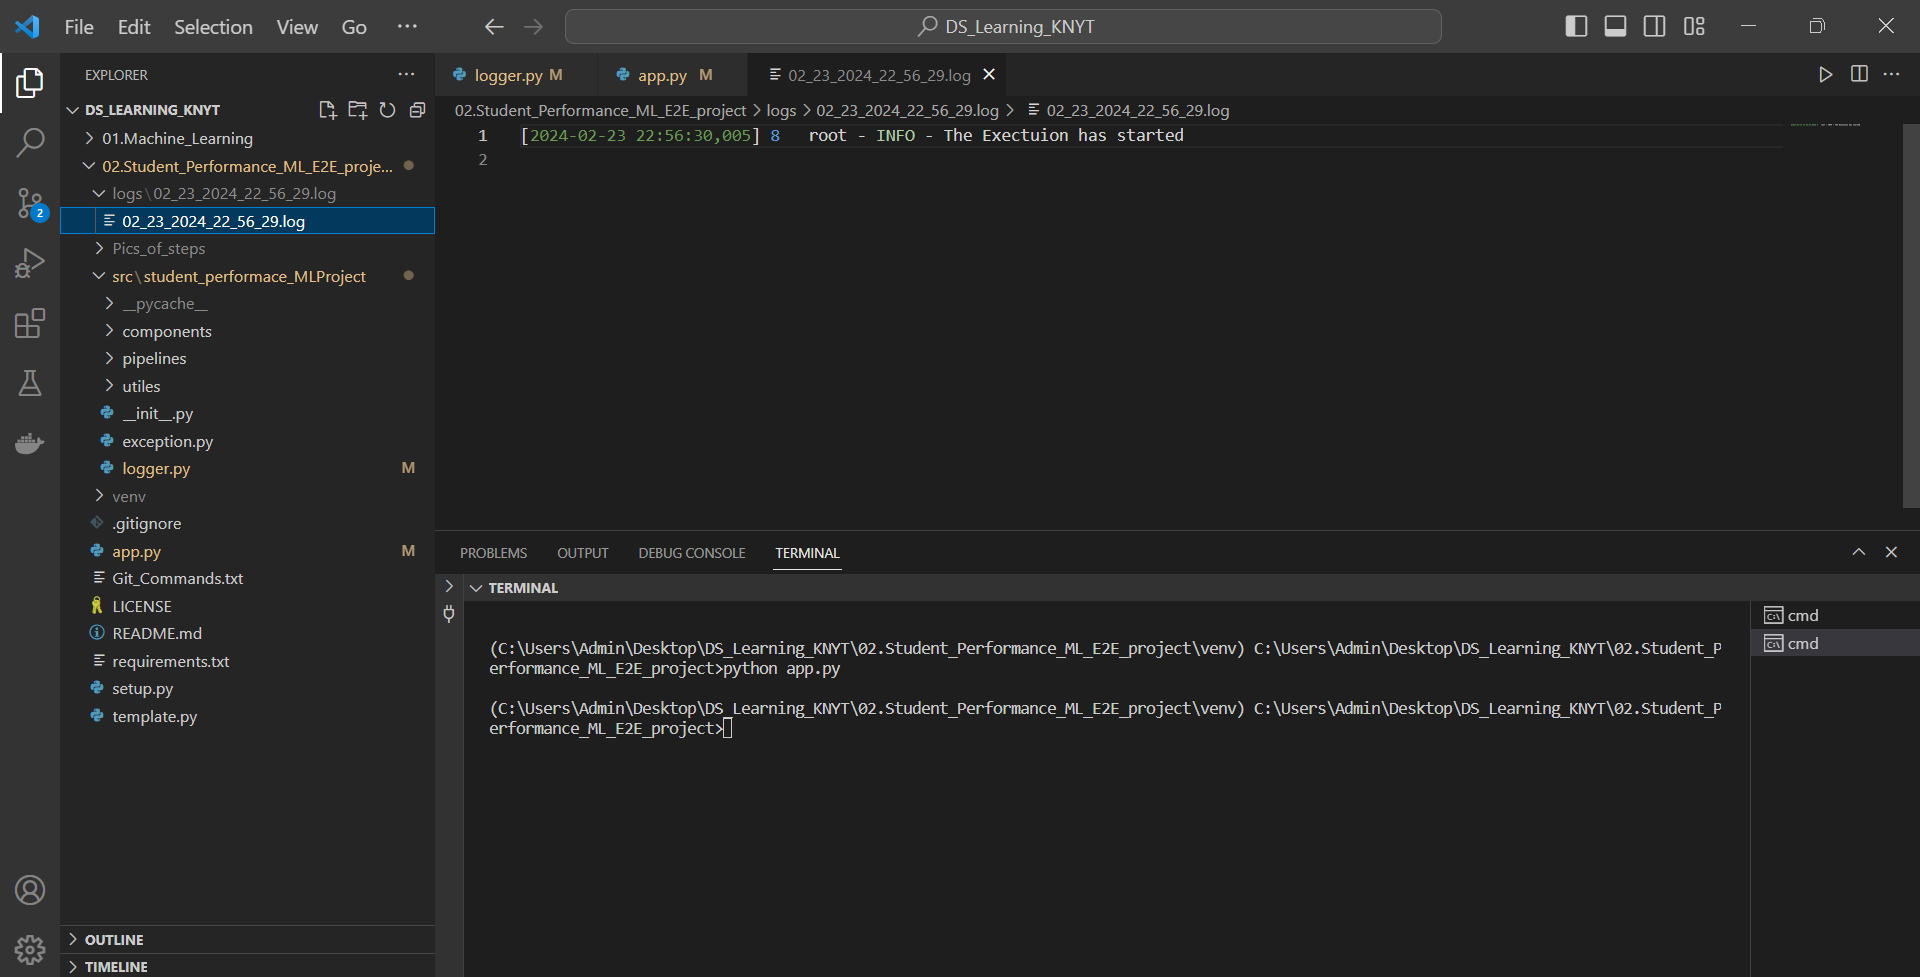 File Edit Selection View Go ···
DS_Learning_KNYT
EXPLORER
DS_LEARNING_KNYT
01.Machine_Learning
02.Student_Performance_ML_E2E_proje...
logs\02_23_2024_22_56_29.log
02_23_2024_22_56_29.log
Pics_of_steps
src\student_performace_MLProject
__pycache__
components
pipelines
utiles
__init__.py
exception.py
logger.py M
venv
.gitignore
app.py M
Git_Commands.txt
LICENSE
README.md
requirements.txt
setup.py
template.py
OUTLINE
TIMELINE
2
logger.py M app.py M 02_23_2024_22_56_29.log
02.Student_Performance_ML_E2E_project > logs > 02_23_2024_22_56_29.log > 02_23_2024_22_56_29.log
1 [2024-02-23 22:56:30,005] 8 root - INFO - The Exectuion has started
2
PROBLEMS OUTPUT DEBUG CONSOLE TERMINAL
TERMINAL
(C:\Users\Admin\Desktop\DS_Learning_KNYT\02.Student_Performance_ML_E2E_project\venv) C:\Users\Admin\Desktop\DS_Learning_KNYT\02.Student_P
erformance_ML_E2E_project>python app.py
(C:\Users\Admin\Desktop\DS_Learning_KNYT\02.Student_Performance_ML_E2E_project\venv) C:\Users\Admin\Desktop\DS_Learning_KNYT\02.Student_P
erformance_ML_E2E_project>
cmd
cmd